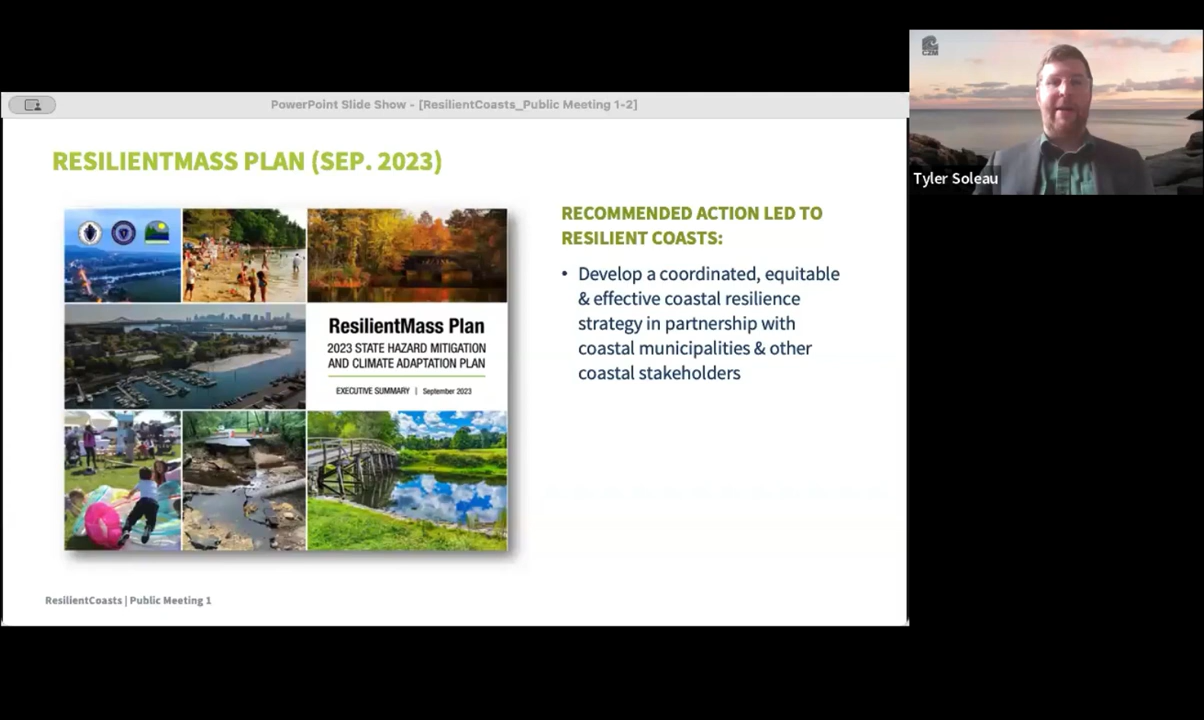 CZM
PowerPoint Slide Show - [ResilientCoasts_Public Meeting 1-2]
Tyler Soleau
RESILIENTMASS PLAN (SEP. 2023)
ResilientMass Plan
2023 STATE HAZARD MITIGATION
AND CLIMATE ADAPTATION PLAN
EXECUTIVE SUMMARY | September 2023
RECOMMENDED ACTION LED TO
RESILIENT COASTS:
• Develop a coordinated, equitable
& effective coastal resilience
strategy in partnership with
coastal municipalities & other
coastal stakeholders
ResilientCoasts | Public Meeting 1